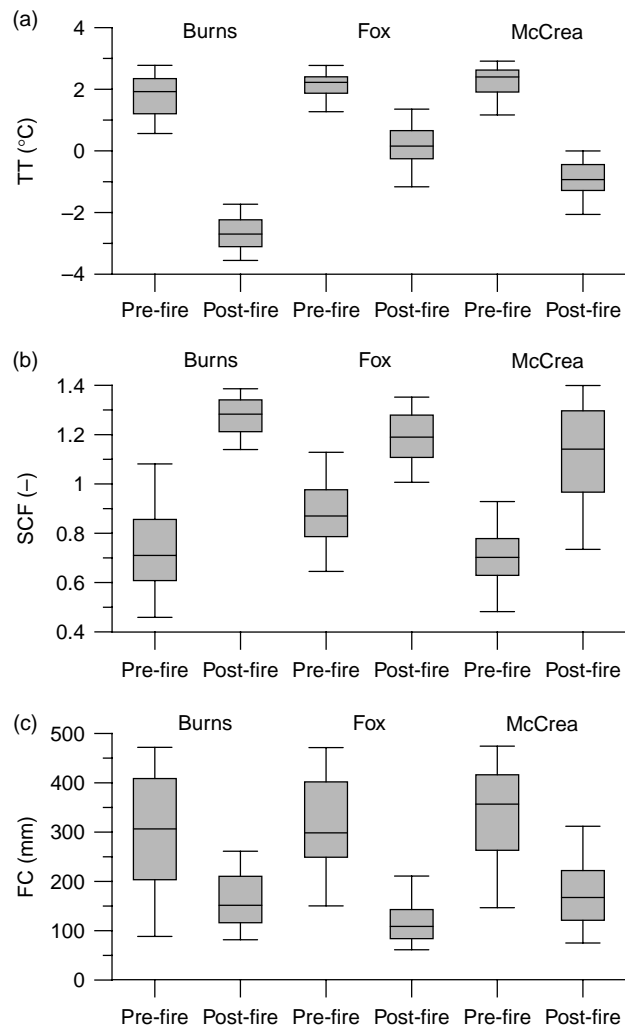 (a)
Burns Fox McCrea
TT (°C)
4
2
0
−2
−4
Pre-fire Post-fire Pre-fire Post-fire Pre-fire Post-fire
(b)
Burns Fox McCrea
SCF (–)
1.4
1.2
1
0.8
0.6
0.4
Pre-fire Post-fire Pre-fire Post-fire Pre-fire Post-fire
(c)
Burns Fox McCrea
FC (mm)
500
400
300
200
100
0
Pre-fire Post-fire Pre-fire Post-fire Pre-fire Post-fire